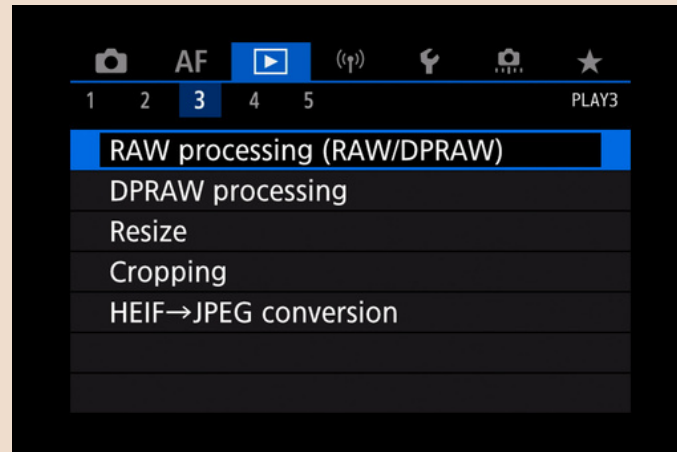 AF
1 2 3 4 5 PLAY3
RAW processing (RAW/DPRAW)
DPRAW processing
Resize
Cropping
HEIF→JPEG conversion